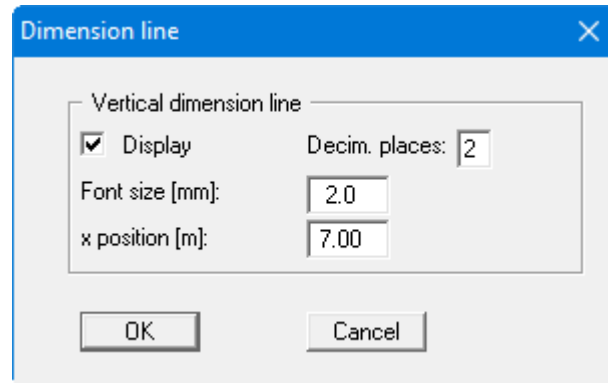 Dimension line
Vertical dimension line
Display Decim. places: 2
Font size [mm]: 2.0
x position [m]: 7.00
OK Cancel